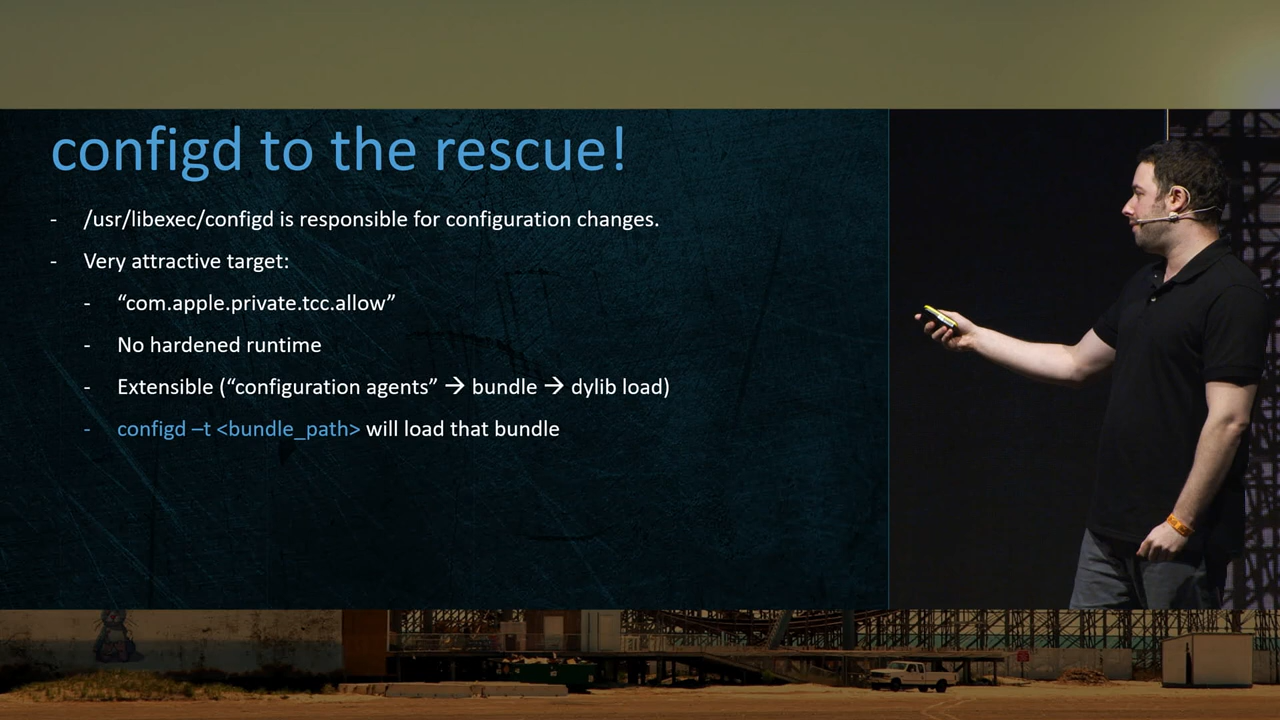 configd to the rescue!
- /usr/libexec/configd is responsible for configuration changes.
- Very attractive target:
- “com.apple.private.tcc.allow”
- No hardened runtime
- Extensible (“configuration agents” → bundle → dylib load)
- configd –t <bundle_path> will load that bundle